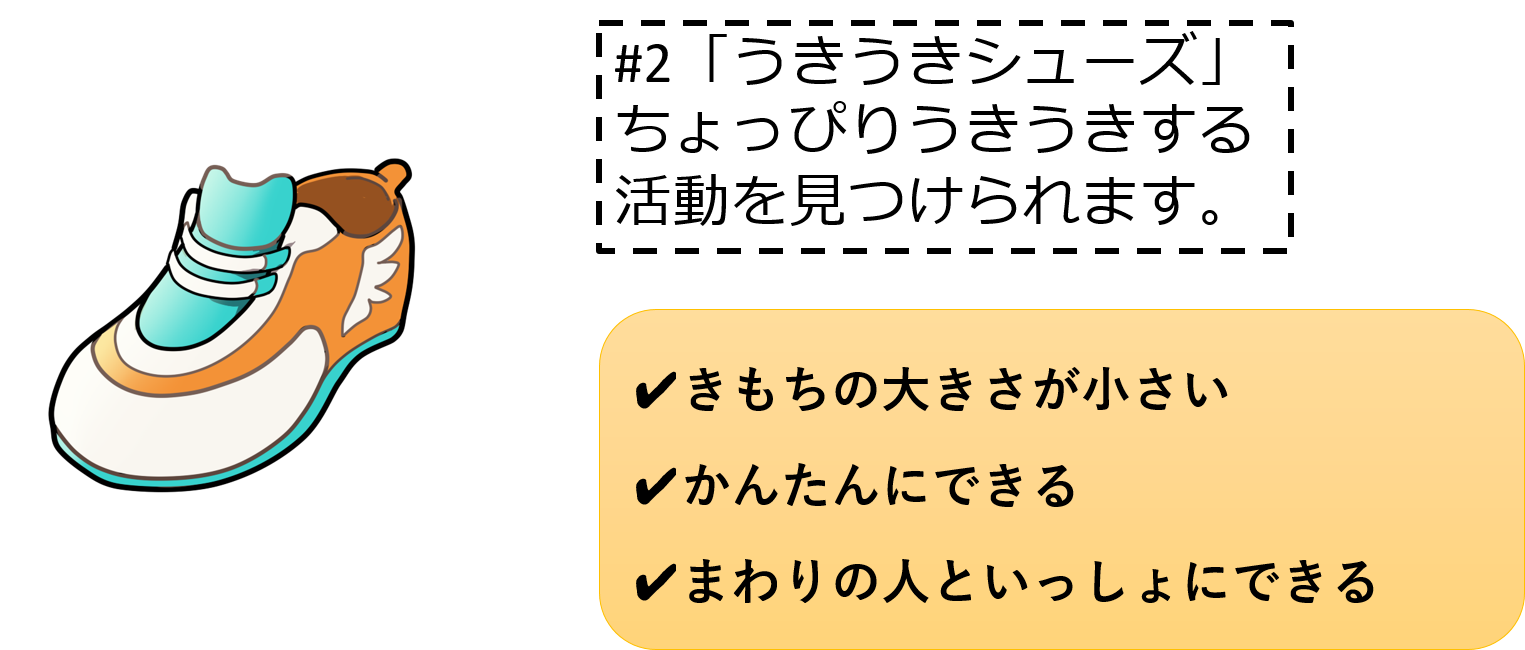 #2「うきうきシューズ」
ちょっぴりうきうきする
活動を見つけられます。
✔きもちの大きさが小さい
✔かんたんにできる
✔まわりの人といっしょにできる